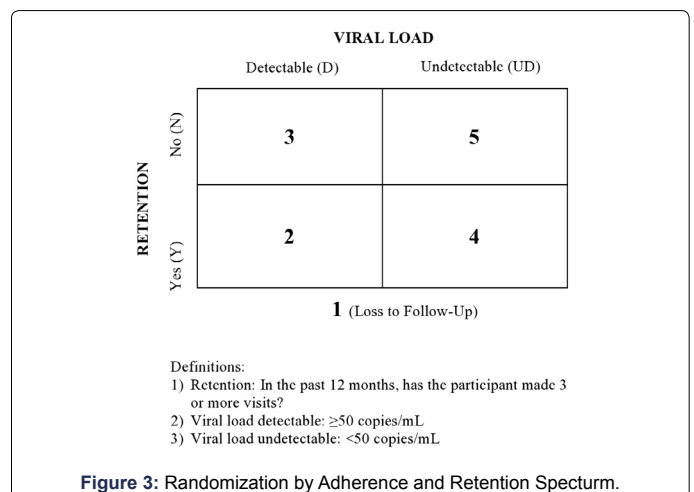 VIRAL LOAD
Detectable (D) Undetectable (UD)
RETENTION
No (N)
3 5
Yes (Y)
2 4
1 (Loss to Follow-Up)
Definitions:
1) Retention: In the past 12 months, has the participant made 3
or more visits?
2) Viral load detectable: ≥50 copies/mL
3) Viral load undetectable: <50 copies/mL
Figure 3: Randomization by Adherence and Retention Specturm.